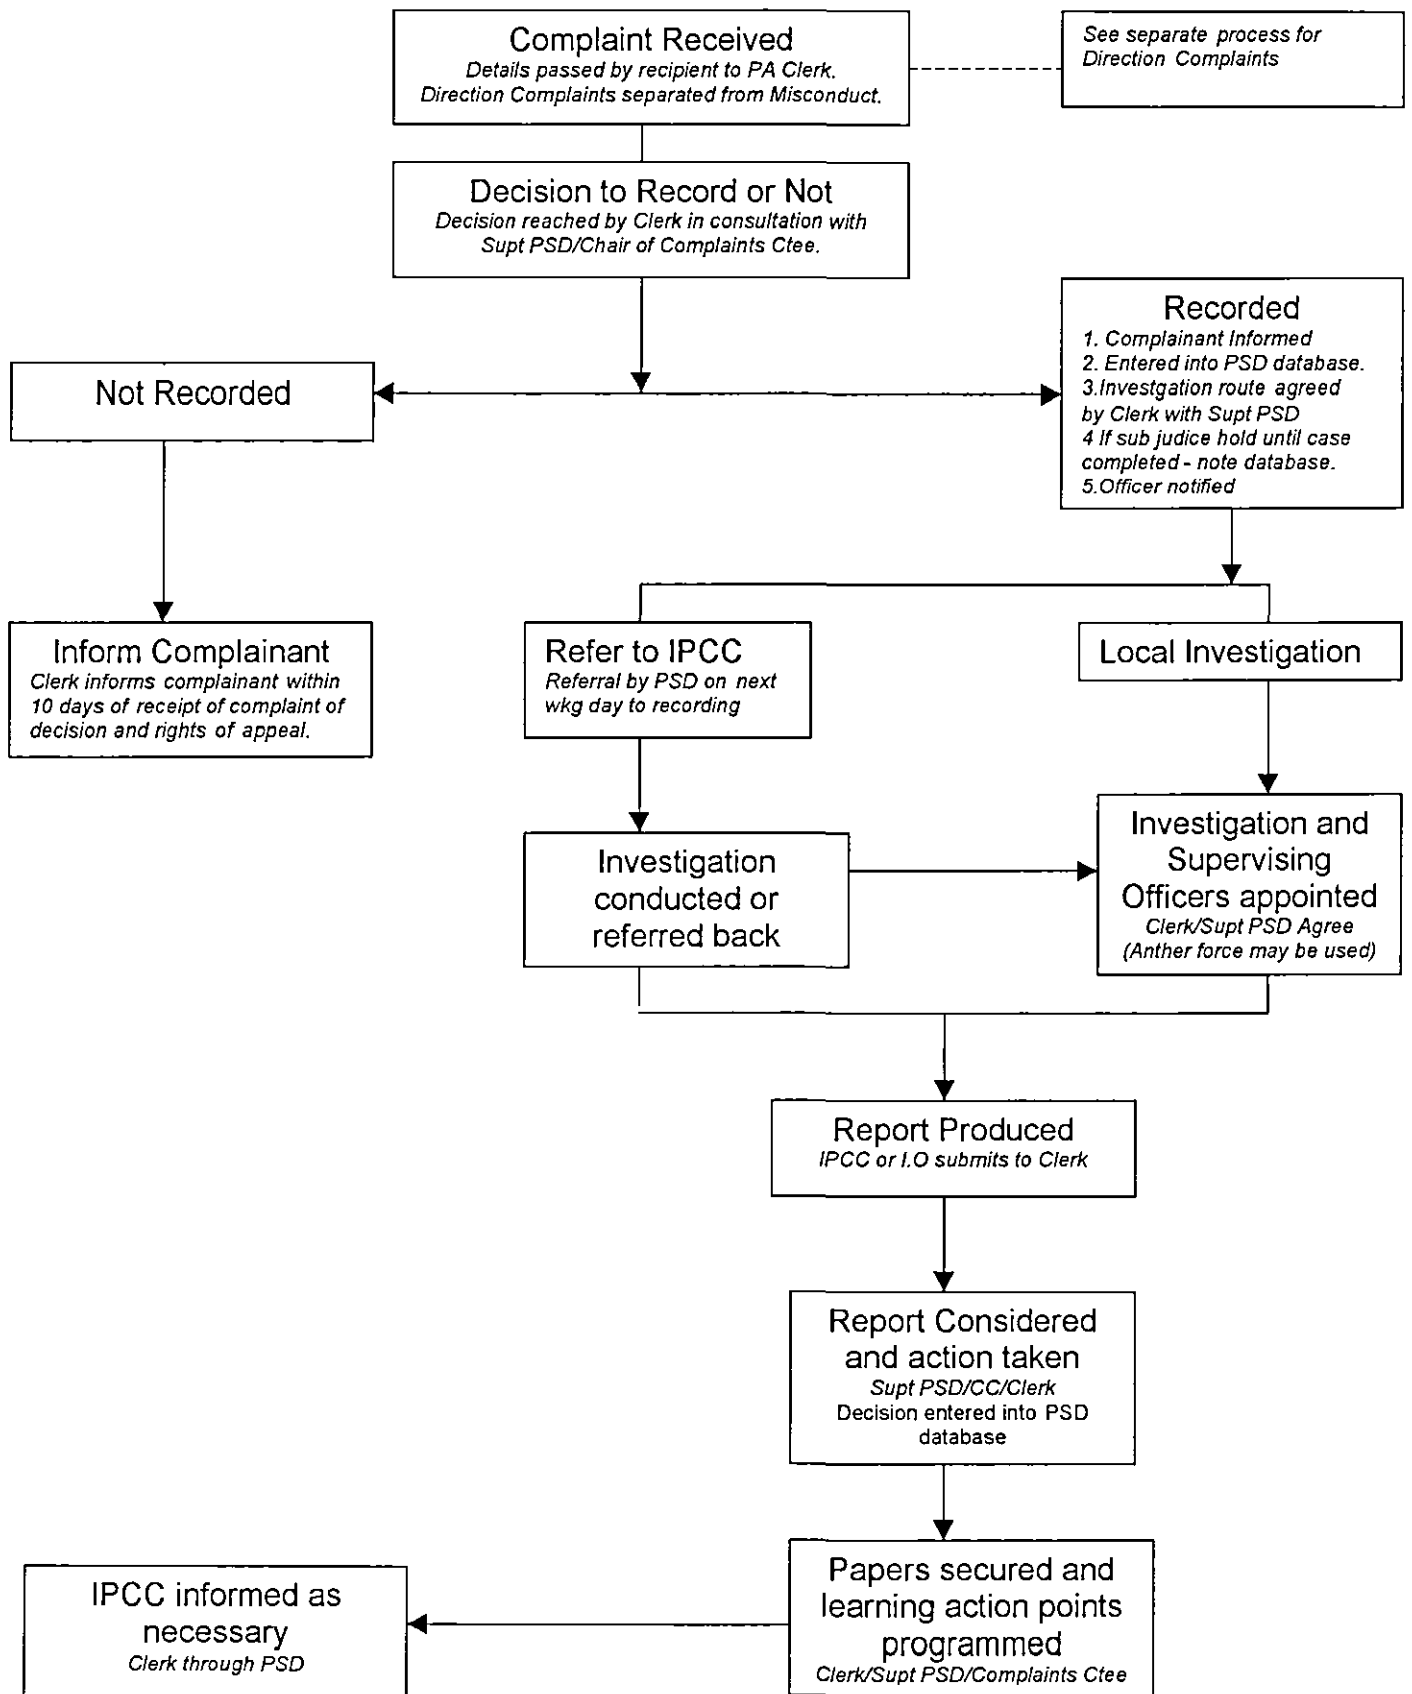 Complaint Received
Details passed by recipient to PA Clerk.
Direction Complaints separated from Misconduct.
See separate process for
Direction Complaints
Decision to Record or Not
Decision reached by Clerk in consultation with
Supt PSD/Chair of Complaints Ctee.
Not Recorded
Recorded
1. Complainant Informed
2. Entered into PSD database.
3.Investgation route agreed
by Clerk with Supt PSD
4 If sub judice hold until case
completed - note database.
5.Officer notified
Inform Complainant
Clerk informs complainant within
10 days of receipt of complaint of
decision and rights of appeal.
Refer to IPCC
Referral by PSD on next
wkg day to recording
Local Investigation
Investigation
conducted or
referred back
Investigation and
Supervising
Officers appointed
Clerk/Supt PSD Agree
(Anther force may be used)
Report Produced
IPCC or I.O submits to Clerk
Report Considered
and action taken
Supt PSD/CC/Clerk
Decision entered into PSD
database
Papers secured and
learning action points
programmed
Clerk/Supt PSD/Complaints Ctee
IPCC informed as
necessary
Clerk through PSD